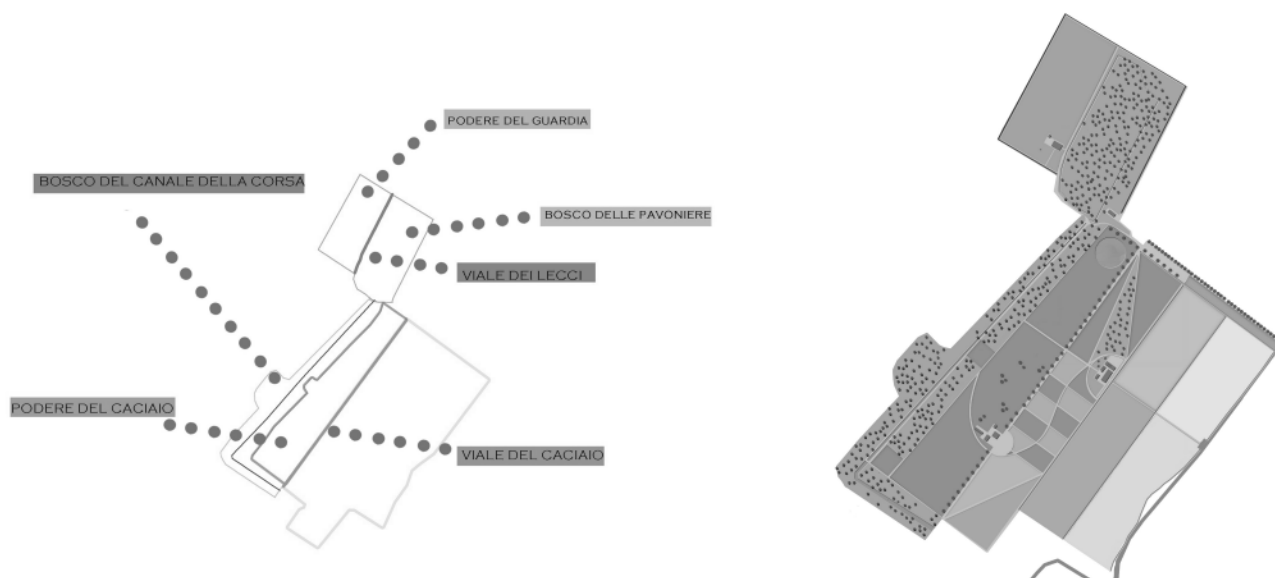 PODERE DEL GUARDIA
BOSCO DEL CANALE DELLA CORSA
BOSCO DELLE PAVONIERE
VIALE DEI LECCI
PODERE DEL CACIAIO
VIALE DEL CACIAIO